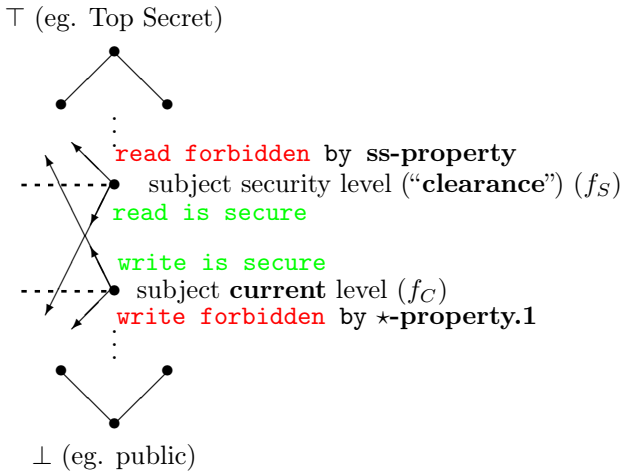 ⊤ (eg. Top Secret)
read forbidden by ss-property
subject security level (“clearance”) (f_S)
read is secure
write is secure
subject current level (f_C)
write forbidden by ⋆-property.1
⊥ (eg. public)